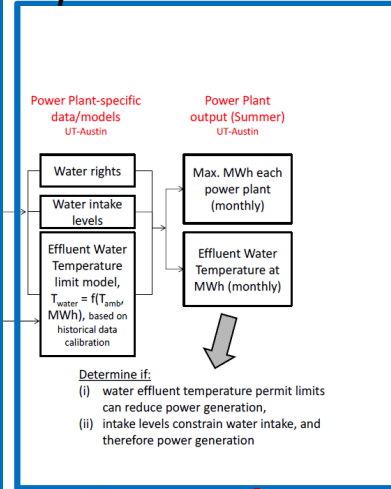 Power Plant-specific
data/models
UT-Austin
Power Plant
output (Summer)
UT-Austin
Water rights
Water intake
levels
Effluent Water
Temperature
limit model,
T_water = f(T_amb,
MWh), based on
historical data
calibration
Max. MWh each
power plant
(monthly)
Effluent Water
Temperature at
MWh (monthly)
Determine if:
(i) water effluent temperature permit limits
can reduce power generation,
(ii) intake levels constrain water intake, and
therefore power generation